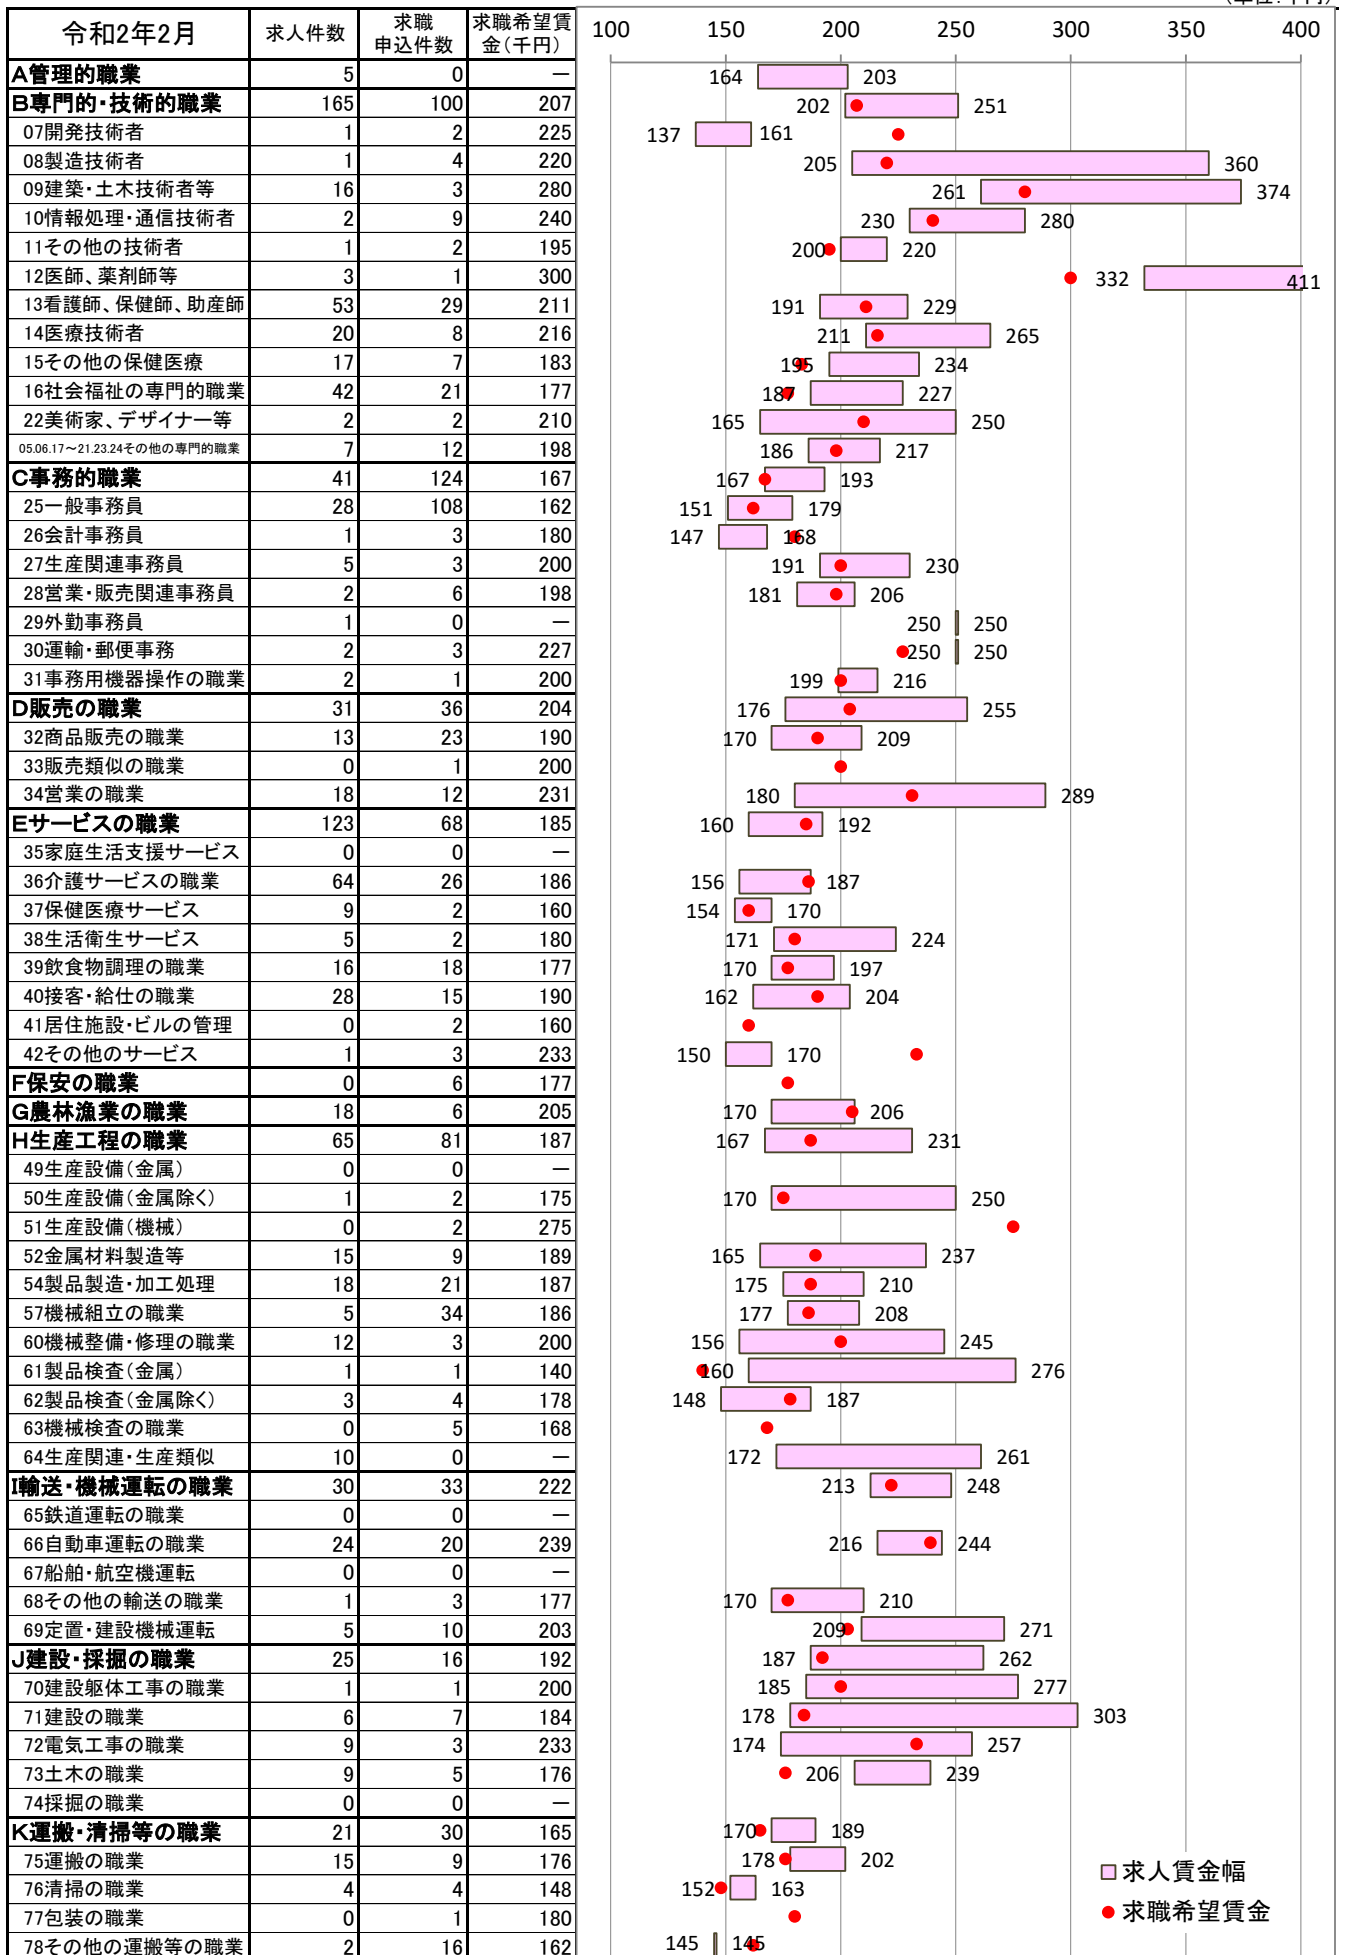 (単位:千円)
令和2年2月 求人件数 求職申込件数 求職希望賃金(千円) 100 150 200 250 300 350 400
A管理的職業 5 0 ― 164 203
B専門的・技術的職業 165 100 207 202 251
07開発技術者 1 2 225 137 161
08製造技術者 1 4 220 205 360
09建築・土木技術者等 16 3 280 261 374
10情報処理・通信技術者 2 9 240 230 280
11その他の技術者 1 2 195 200 220
12医師、薬剤師等 3 1 300 332 411
13看護師、保健師、助産師 53 29 211 191 229
14医療技術者 20 8 216 211 265
15その他の保健医療 17 7 183 195 234
16社会福祉の専門的職業 42 21 177 187 227
22美術家、デザイナー等 2 2 210 165 250
05.06.17～21.23.24その他の専門的職業 7 12 198 186 217
C事務的職業 41 124 167 167 193
25一般事務員 28 108 162 151 179
26会計事務員 1 3 180 147 168
27生産関連事務員 5 3 200 191 230
28営業・販売関連事務員 2 6 198 181 206
29外勤事務員 1 0 ― 250 250
30運輸・郵便事務 2 3 227 250 250
31事務用機器操作の職業 2 1 200 199 216
D販売の職業 31 36 204 176 255
32商品販売の職業 13 23 190 170 209
33販売類似の職業 0 1 200
34営業の職業 18 12 231 180 289
Eサービスの職業 123 68 185 160 192
35家庭生活支援サービス 0 0 ―
36介護サービスの職業 64 26 186 156 187
37保健医療サービス 9 2 160 154 170
38生活衛生サービス 5 2 180 171 224
39飲食物調理の職業 16 18 177 170 197
40接客・給仕の職業 28 15 190 162 204
41居住施設・ビルの管理 0 2 160
42その他のサービス 1 3 233 150 170
F保安の職業 0 6 177
G農林漁業の職業 18 6 205 170 206
H生産工程の職業 65 81 187 167 231
49生産設備(金属) 0 0 ―
50生産設備(金属除く) 1 2 175 170 250
51生産設備(機械) 0 2 275
52金属材料製造等 15 9 189 165 237
54製品製造・加工処理 18 21 187 175 210
57機械組立の職業 5 34 186 177 208
60機械整備・修理の職業 12 3 200 156 245
61製品検査(金属) 1 1 140 160 276
62製品検査(金属除く) 3 4 178 148 187
63機械検査の職業 0 5 168
64生産関連・生産類似 10 0 ― 172 261
I輸送・機械運転の職業 30 33 222 213 248
65鉄道運転の職業 0 0 ―
66自動車運転の職業 24 20 239 216 244
67船舶・航空機運転 0 0 ―
68その他の輸送の職業 1 3 177 170 210
69定置・建設機械運転 5 10 203 209 271
J建設・採掘の職業 25 16 192 187 262
70建設躯体工事の職業 1 1 200 185 277
71建設の職業 6 7 184 178 303
72電気工事の職業 9 3 233 174 257
73土木の職業 9 5 176 206 239
74採掘の職業 0 0 ―
K運搬・清掃等の職業 21 30 165 170 189
75運搬の職業 15 9 176 178 202
76清掃の職業 4 4 148 152 163
77包装の職業 0 1 180
78その他の運搬等の職業 2 16 162 145 145
求人賃金幅
求職希望賃金